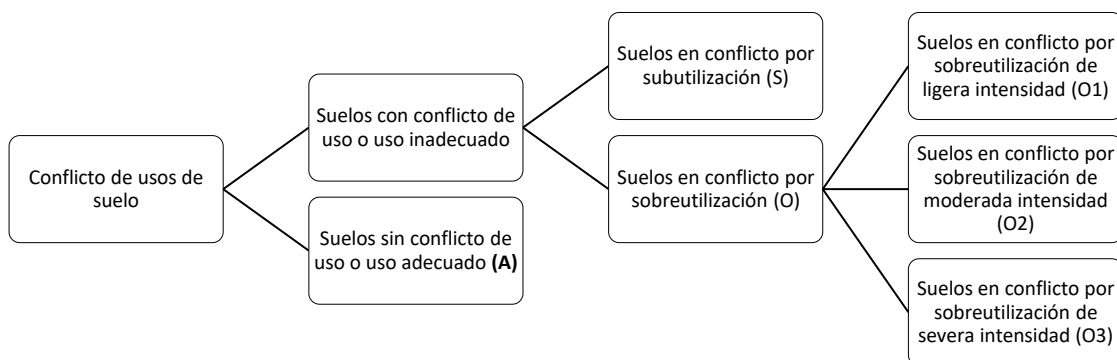 Conflicto de usos de
suelo
Suelos con conflicto de
uso o uso inadecuado
Suelos sin conflicto de
uso o uso adecuado (A)
Suelos en conflicto por
subutilización (S)
Suelos en conflicto por
sobreutilización (O)
Suelos en conflicto por
sobreutilización de
ligera intensidad (O1)
Suelos en conflicto por
sobreutilización de
moderada intensidad
(O2)
Suelos en conflicto por
sobreutilización de
severa intensidad (O3)